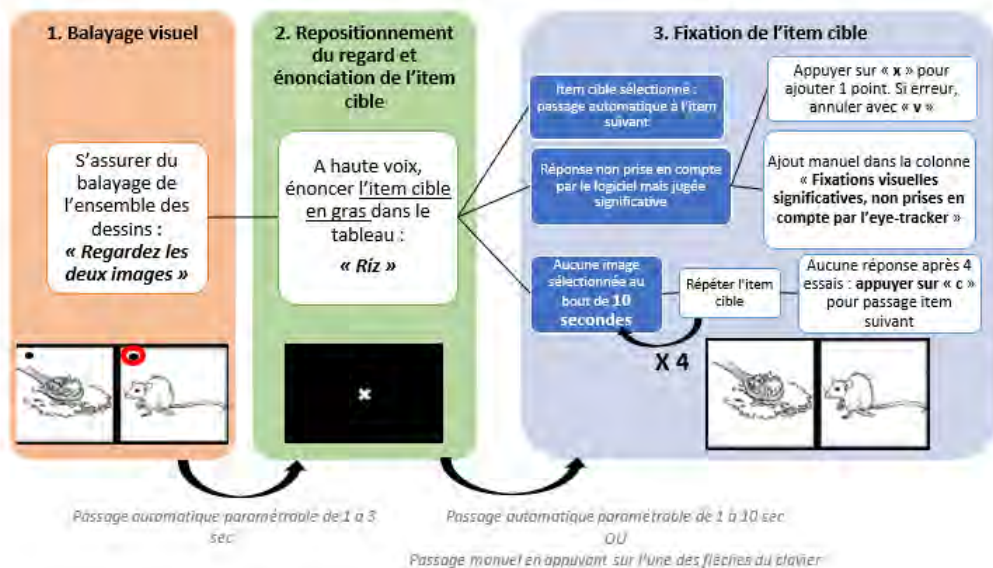 1. Balayage visuel
S’assurer du
balayage de
l’ensemble des
dessins :
« Regardez les
deux images »
2. Repositionnement
du regard et
énonciation de l’item
cible
A haute voix,
énoncer l’item cible
en gras dans le
tableau :
« Riz »
3. Fixation de l’item cible
Item cible sélectionné :
passage automatique à l’item
suivant
Réponse non prise en compte
par le logiciel mais jugée
significative
Appuyer sur « x » pour
ajouter 1 point. Si erreur,
annuler avec « v »
Ajout manuel dans la colonne
« Fixations visuelles
significatives, non prises en
compte par l’eye-tracker »
Aucune image
sélectionnée au
bout de 10
secondes
Répéter l’item
cible
Aucune réponse après 4
essais : appuyer sur « c »
pour passage item
suivant
X 4
Passage automatique paramétrable de 1 à 3
sec
Passage automatique paramétrable de 1 à 10 sec
OU
Passage manuel en appuyant sur l’une des flèches du clavier